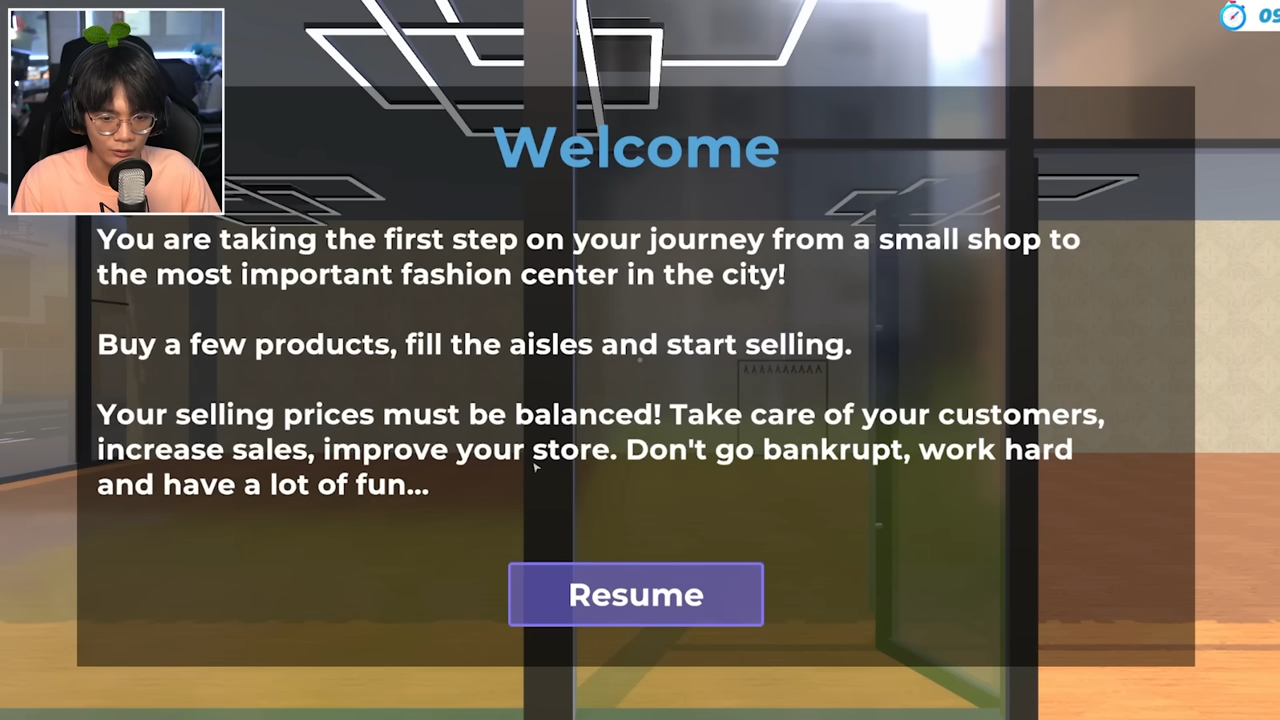 09
Welcome
You are taking the first step on your journey from a small shop to
the most important fashion center in the city!
Buy a few products, fill the aisles and start selling.
Your selling prices must be balanced! Take care of your customers,
increase sales, improve your store. Don't go bankrupt, work hard
and have a lot of fun...
Resume